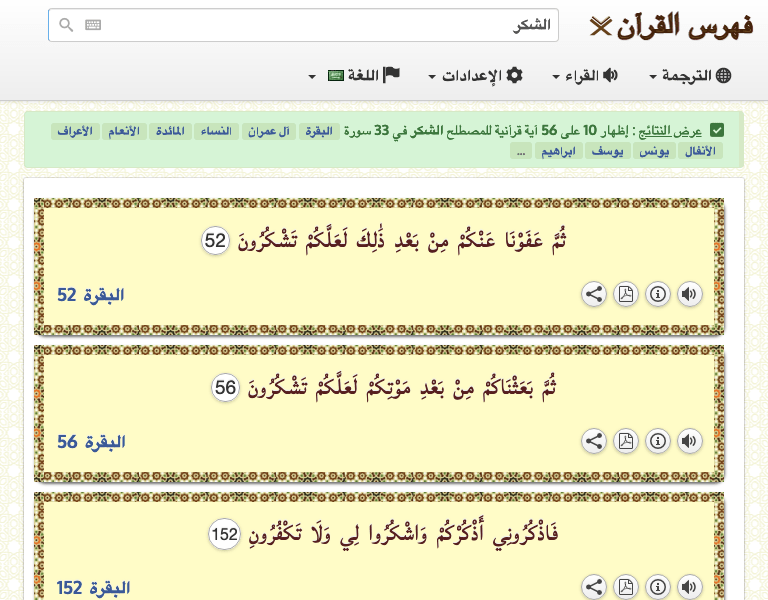 فهرس القرآن
الشكر
الترجمة القراء الإعدادات اللغة
عرض النتائج : إظهار 10 على 56 آية قرآنية للمصطلح الشكر في 33 سورة البقرة آل عمران النساء المائدة الأنعام الأعراف
الأنفال يونس يوسف ابراهيم ...
ثُمَّ عَفَوْنَا عَنْكُمْ مِنْ بَعْدِ ذَٰلِكَ لَعَلَّكُمْ تَشْكُرُونَ 52
البقرة 52
ثُمَّ بَعَثْنَاكُمْ مِنْ بَعْدِ مَوْتِكُمْ لَعَلَّكُمْ تَشْكُرُونَ 56
البقرة 56
فَاذْكُرُونِي أَذْكُرْكُمْ وَاشْكُرُوا لِي وَلَا تَكْفُرُونِ 152
البقرة 152